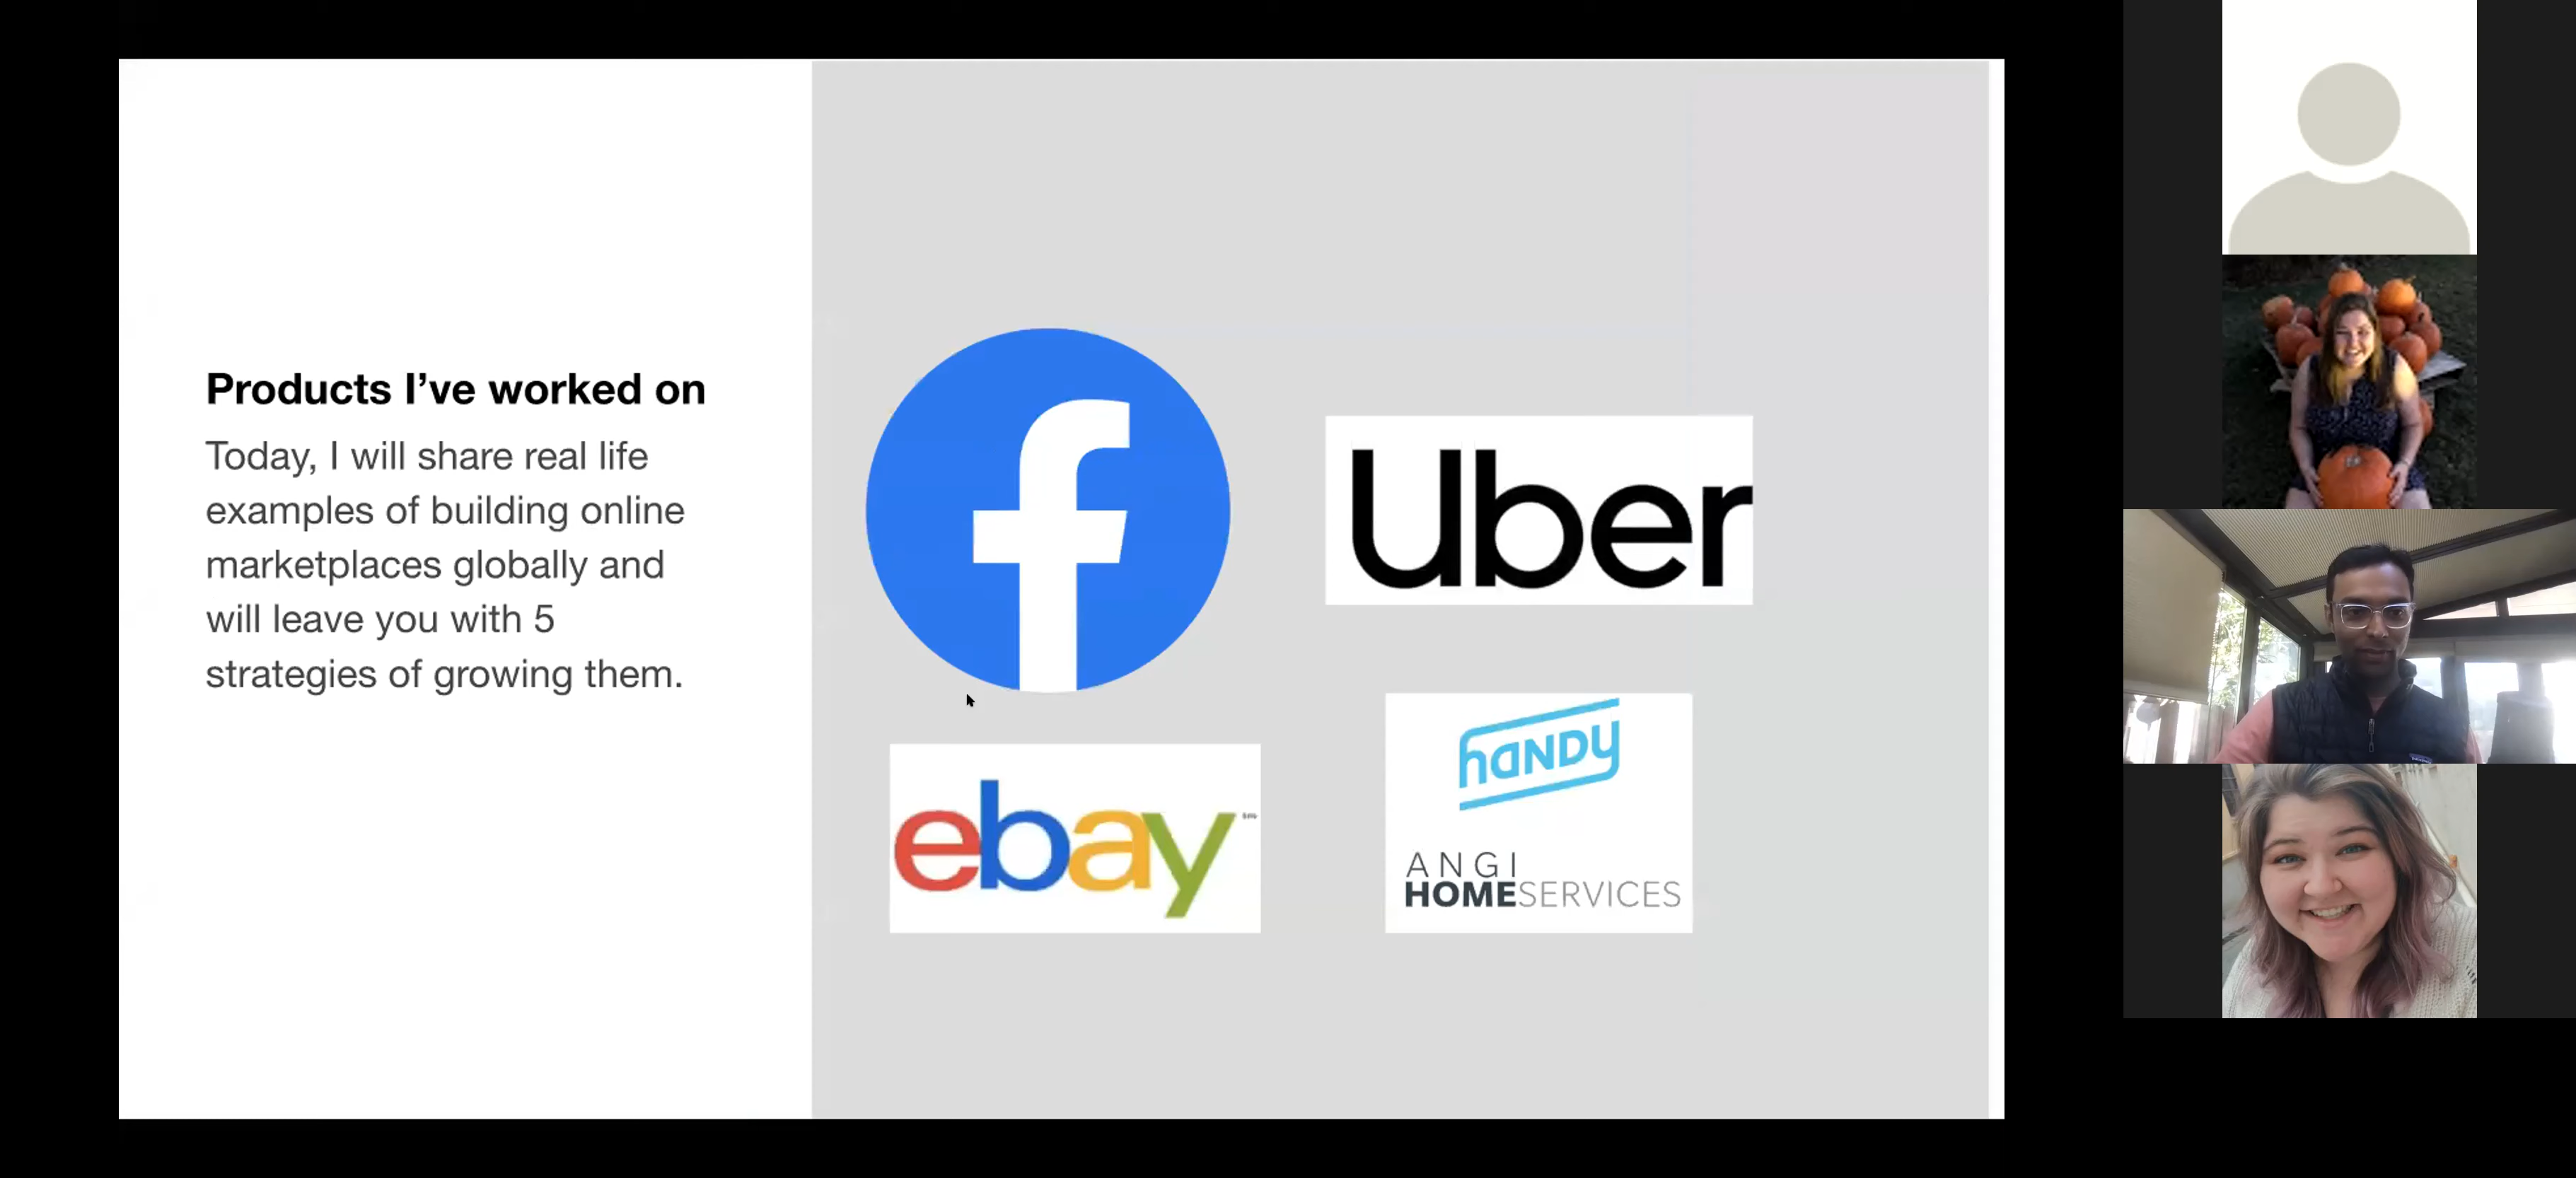 Products I’ve worked on
Today, I will share real life
examples of building online
marketplaces globally and
will leave you with 5
strategies of growing them.
Uber
ebay
HANDY
ANGI
HOMESERVICES